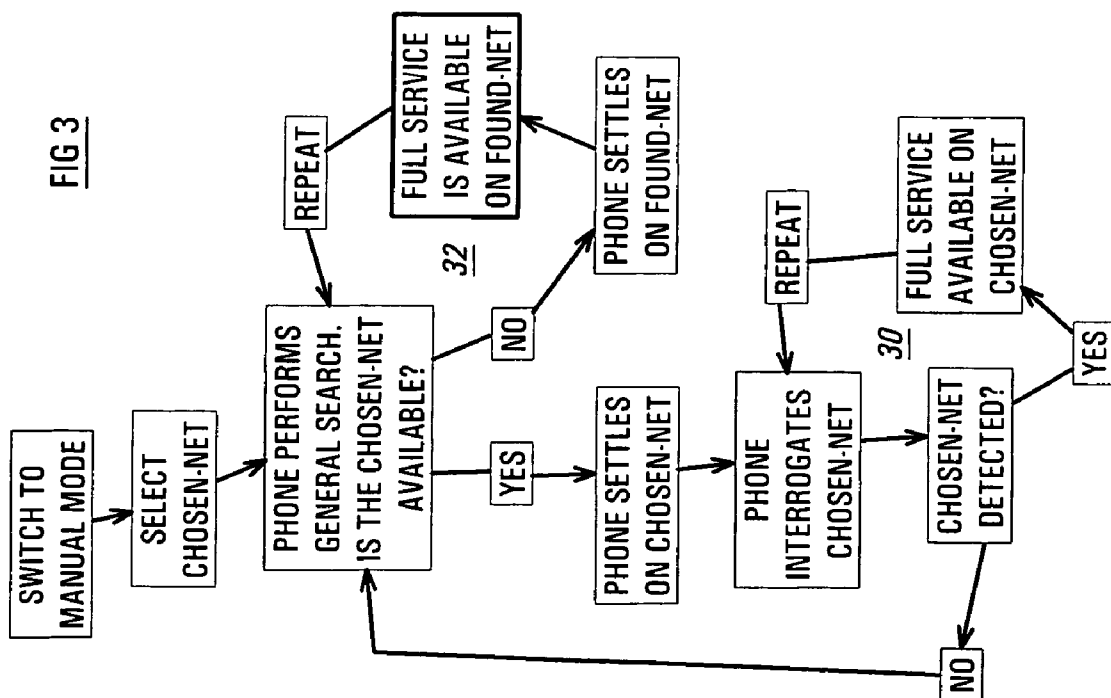 FIG 3
SWITCH TO
MANUAL MODE
SELECT
CHOSEN-NET
PHONE PERFORMS
GENERAL SEARCH.
IS THE CHOSEN-NET
AVAILABLE?
REPEAT
FULL SERVICE
IS AVAILABLE
ON FOUND-NET
32
NO
PHONE SETTLES
ON FOUND-NET
YES
PHONE SETTLES
ON CHOSEN-NET
PHONE
INTERROGATES
CHOSEN-NET
REPEAT
FULL SERVICE
AVAILABLE ON
CHOSEN-NET
30
CHOSEN-NET
DETECTED?
YES
NO